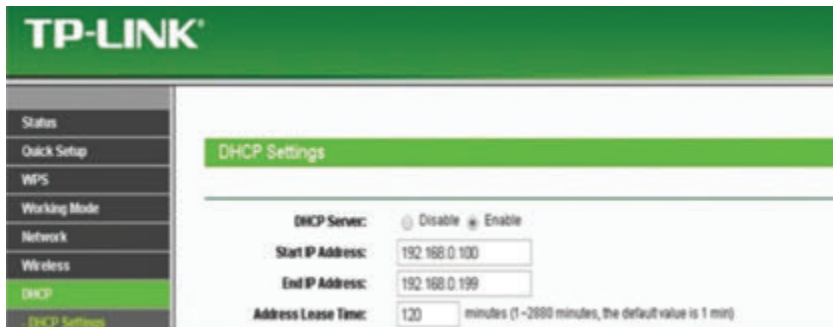 TP-LINK
Status
Quick Setup
WPS
Working Mode
Network
Wireless
DHCP
- DHCP Settings
DHCP Settings
DHCP Server: Disable Enable
Start IP Address: 192.168.0.100
End IP Address: 192.168.0.199
Address Lease Time: 120 minutes (1~2880 minutes, the default value is 1 min)